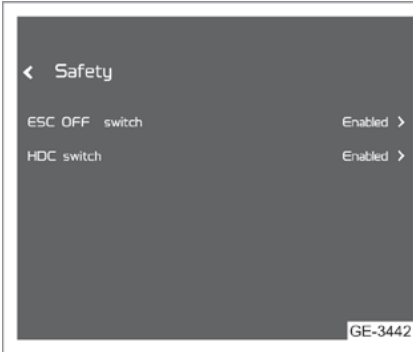 Safety
ESC OFF switch Enabled
HDC switch Enabled
GE-3442